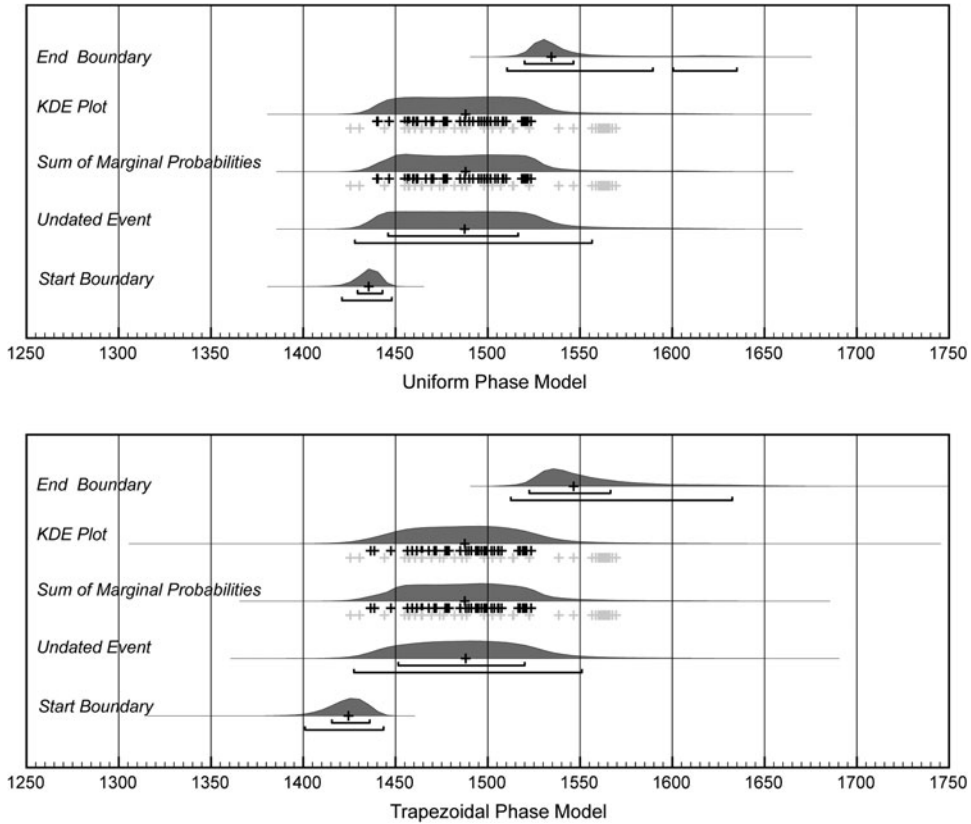 End Boundary
KDE Plot
Sum of Marginal Probabilities
Undated Event
Start Boundary
1250 1300 1350 1400 1450 1500 1550 1600 1650 1700 1750
Uniform Phase Model
End Boundary
KDE Plot
Sum of Marginal Probabilities
Undated Event
Start Boundary
1250 1300 1350 1400 1450 1500 1550 1600 1650 1700 1750
Trapezoidal Phase Model